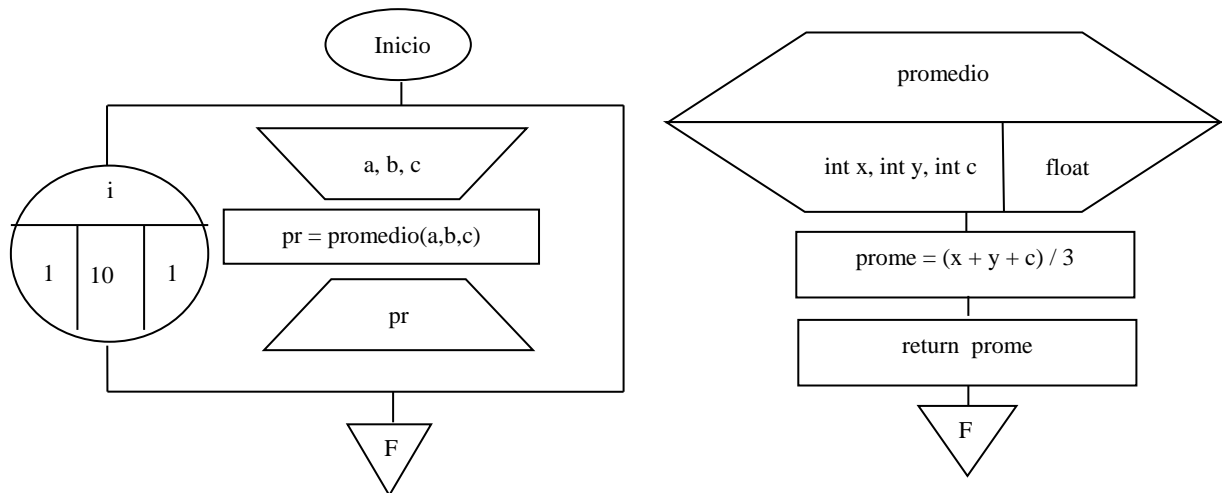 Inicio
i
1 10 1
a, b, c
pr = promedio(a,b,c)
pr
F
promedio
int x, int y, int c
float
prome = (x + y + c) / 3
return prome
F